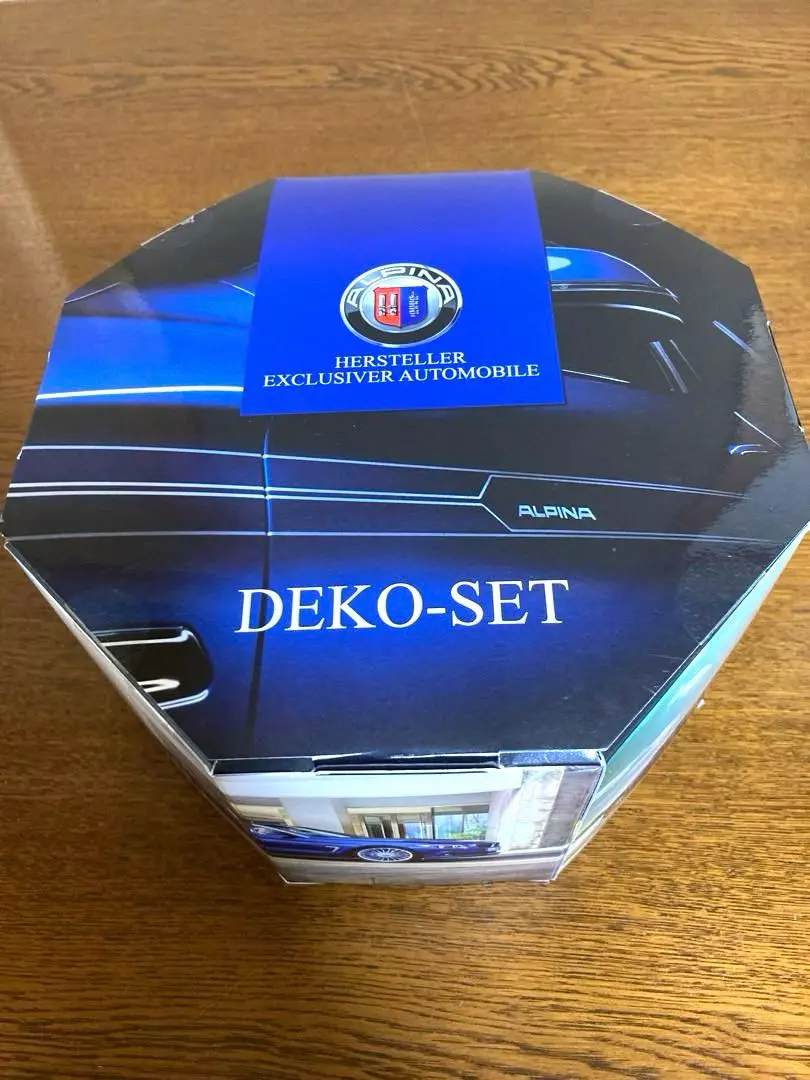 ALPINA
HERSTELLER
EXCLUSIVER AUTOMOBILE
ALPINA
DEKO-SET